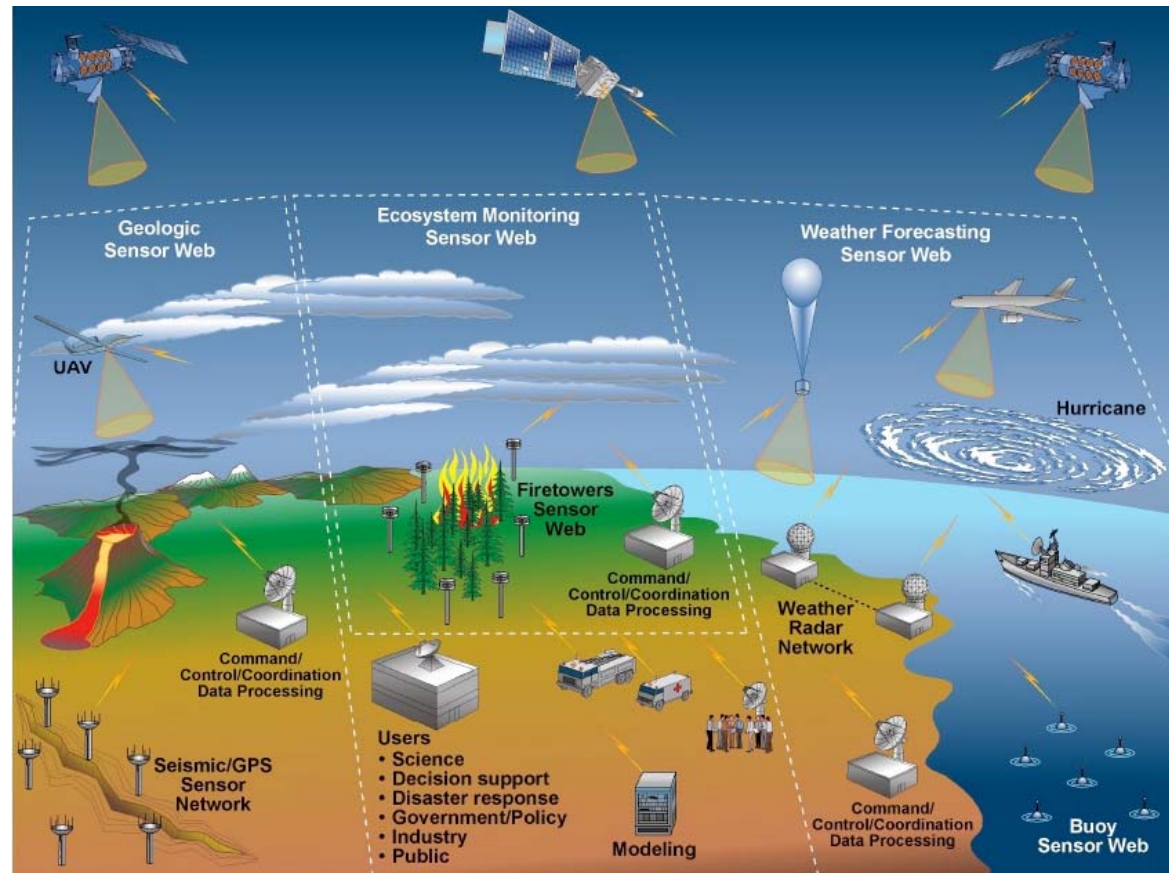 Geologic
Sensor Web
Ecosystem Monitoring
Sensor Web
Weather Forecasting
Sensor Web
UAV
Hurricane
Firetowers
Sensor
Web
Command/
Control/Coordination
Data Processing
Command/
Control/Coordination
Data Processing
Weather
Radar
Network
Seismic/GPS
Sensor
Network
Users
• Science
• Decision support
• Disaster response
• Government/Policy
• Industry
• Public
Modeling
Command/
Control/Coordination
Data Processing
Buoy
Sensor Web